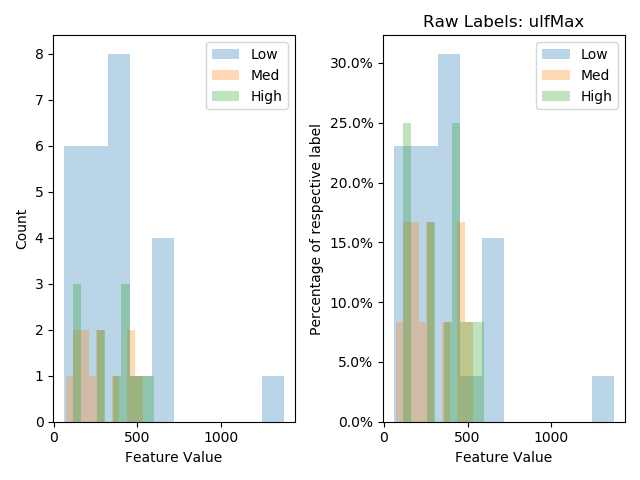 Raw Labels: ulfMax
Count
8
7
6
5
4
3
2
1
0
0
500
1000
Feature Value
Low
Med
High
Percentage of respective label
30.0%
25.0%
20.0%
15.0%
10.0%
5.0%
0.0%
0
500
1000
Feature Value
Low
Med
High